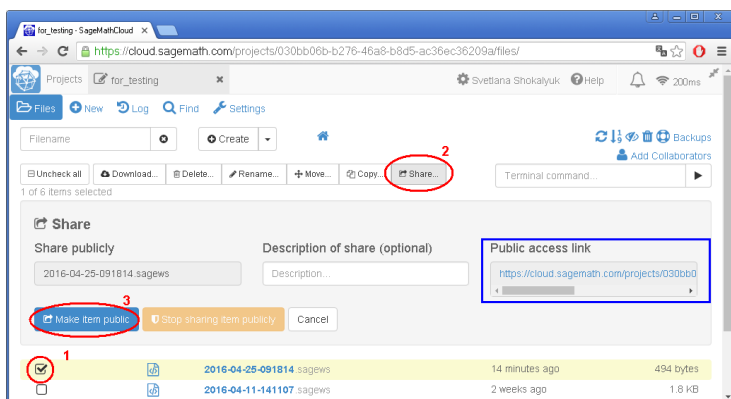 for_testing - SageMathCloud
https://cloud.sagemath.com/projects/030bb06b-b276-46a8-b8d5-ac36ec36209a/files/
Projects for_testing Svetlana Shokalyuk Help 200ms
Files New Log Find Settings
Filename Create Backups
2
Add Collaborators
Uncheck all Download... Delete... Rename... Move... Copy... Share... Terminal command...
1 of 6 items selected
Share
Share publicly Description of share (optional) Public access link
2016-04-25-091814.sagews Description... https://cloud.sagemath.com/projects/030bb0
3
Make item public Stop sharing item publicly Cancel
1
2016-04-25-091814.sagews 14 minutes ago 494 bytes
2016-04-11-141107.sagews 2 weeks ago 1.8 KB